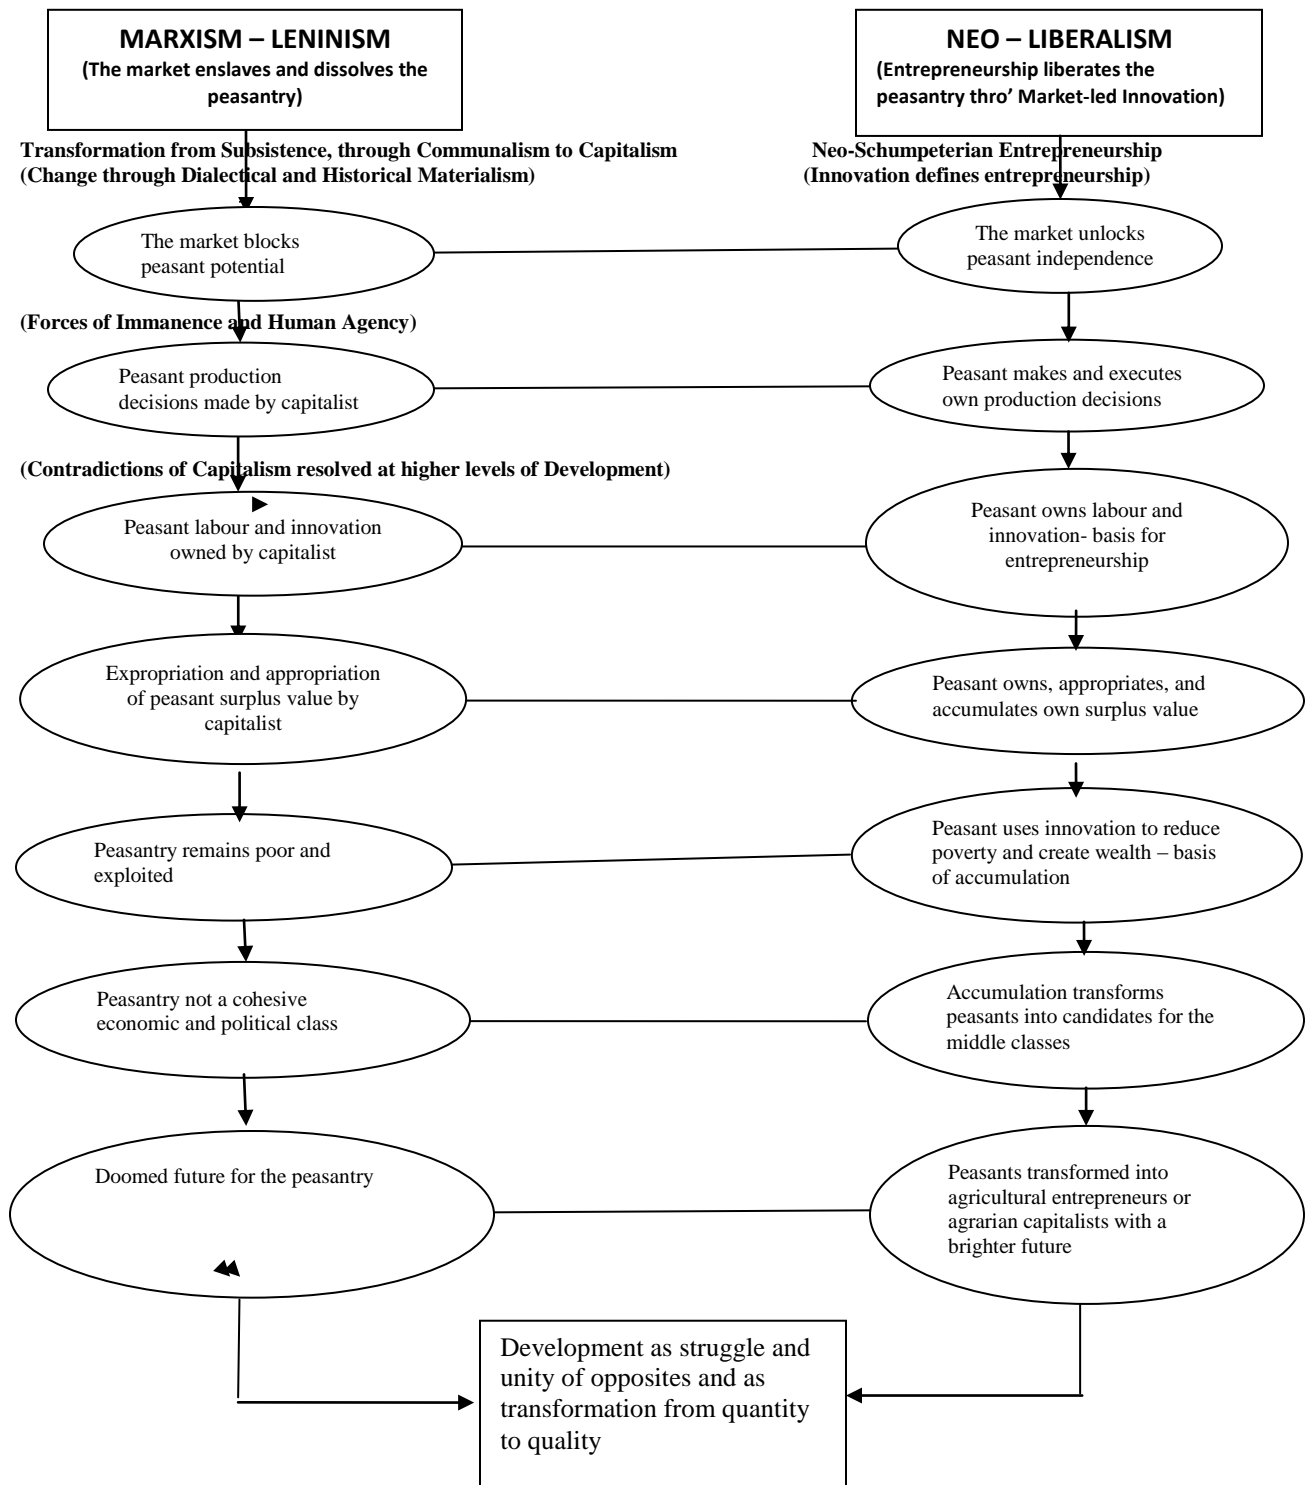 MARXISM – LENINISM
(The market enslaves and dissolves the
peasantry)
NEO – LIBERALISM
(Entrepreneurship liberates the
peasantry thro' Market-led Innovation)
Transformation from Subsistence, through Communalism to Capitalism
(Change through Dialectical and Historical Materialism)
Neo-Schumpeterian Entrepreneurship
(Innovation defines entrepreneurship)
The market blocks
peasant potential
The market unlocks
peasant independence
(Forces of Immanence and Human Agency)
Peasant production
decisions made by capitalist
Peasant makes and executes
own production decisions
(Contradictions of Capitalism resolved at higher levels of Development)
Peasant labour and innovation
owned by capitalist
Peasant owns labour and
innovation- basis for
entrepreneurship
Expropriation and appropriation
of peasant surplus value by
capitalist
Peasant owns, appropriates, and
accumulates own surplus value
Peasantry remains poor and
exploited
Peasant uses innovation to reduce
poverty and create wealth – basis
of accumulation
Peasantry not a cohesive
economic and political class
Accumulation transforms
peasants into candidates for the
middle classes
Doomed future for the peasantry
Peasants transformed into
agricultural entrepreneurs or
agrarian capitalists with a
brighter future
Development as struggle and
unity of opposites and as
transformation from quantity
to quality